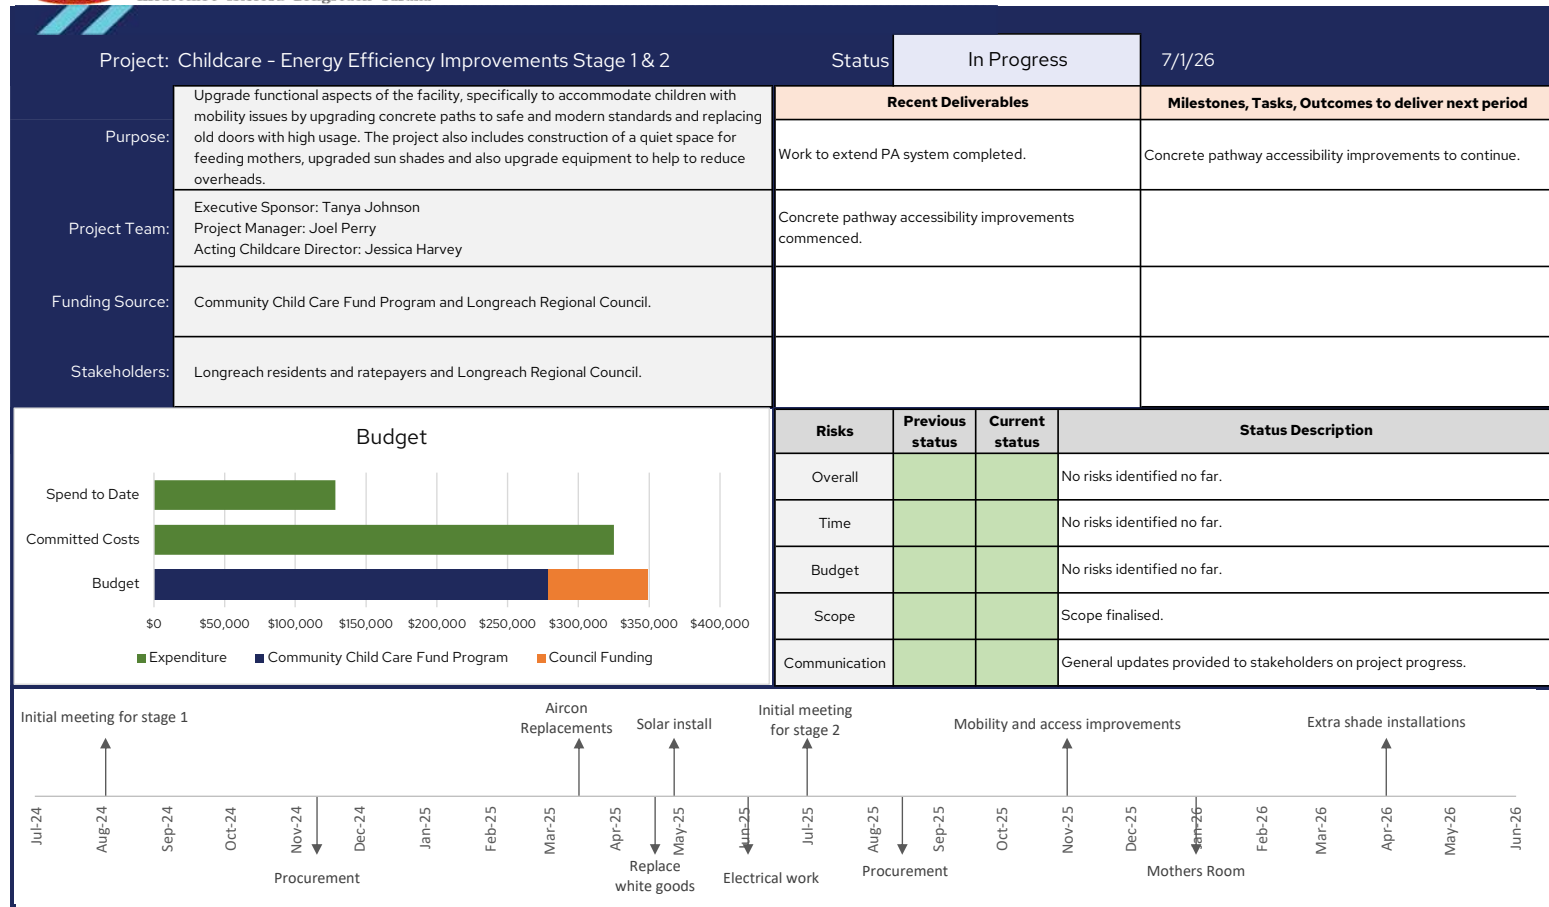 Project: Childcare - Energy Efficiency Improvements Stage 1 & 2
Status
In Progress
7/1/26
Purpose:
Upgrade functional aspects of the facility, specifically to accommodate children with
mobility issues by upgrading concrete paths to safe and modern standards and replacing
old doors with high usage. The project also includes construction of a quiet space for
feeding mothers, upgraded sun shades and also upgrade equipment to help to reduce
overheads.
Project Team:
Executive Sponsor: Tanya Johnson
Project Manager: Joel Perry
Acting Childcare Director: Jessica Harvey
Funding Source:
Community Child Care Fund Program and Longreach Regional Council.
Stakeholders:
Longreach residents and ratepayers and Longreach Regional Council.
Recent Deliverables
Milestones, Tasks, Outcomes to deliver next period
Work to extend PA system completed.
Concrete pathway accessibility improvements to continue.
Concrete pathway accessibility improvements
commenced.
Budget
Spend to Date
Committed Costs
Budget
$0
$50,000
$100,000
$150,000
$200,000
$250,000
$300,000
$350,000
$400,000
Expenditure
Community Child Care Fund Program
Council Funding
Risks
Previous
status
Current
status
Status Description
Overall
No risks identified no far.
Time
No risks identified no far.
Budget
No risks identified no far.
Scope
Scope finalised.
Communication
General updates provided to stakeholders on project progress.
Initial meeting for stage 1
Aircon
Replacements
Solar install
Initial meeting
for stage 2
Mobility and access improvements
Extra shade installations
Jul-24
Aug-24
Sep-24
Oct-24
Nov-24
Dec-24
Jan-25
Feb-25
Mar-25
Apr-25
May-25
Jun-25
Jul-25
Aug-25
Sep-25
Oct-25
Nov-25
Dec-25
Jan-26
Feb-26
Mar-26
Apr-26
May-26
Jun-26
Procurement
Replace
white goods
Electrical work
Procurement
Mothers Room